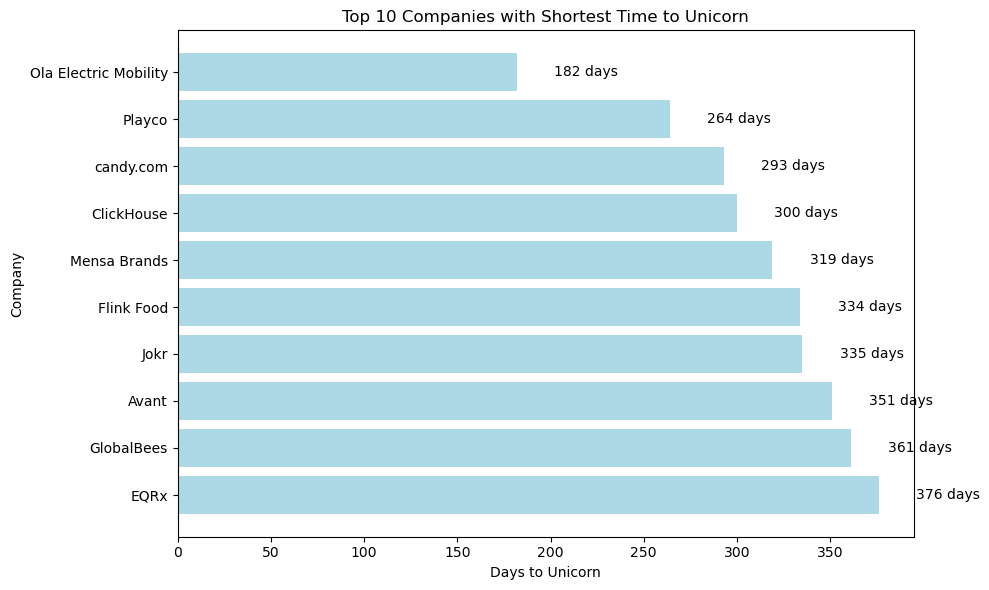 Top 10 Companies with Shortest Time to Unicorn
Ola Electric Mobility 182 days
Playco 264 days
candy.com 293 days
ClickHouse 300 days
Mensa Brands 319 days
Flink Food 334 days
Jokr 335 days
Avant 351 days
GlobalBees 361 days
EQRx 376 days
Company
0 50 100 150 200 250 300 350
Days to Unicorn